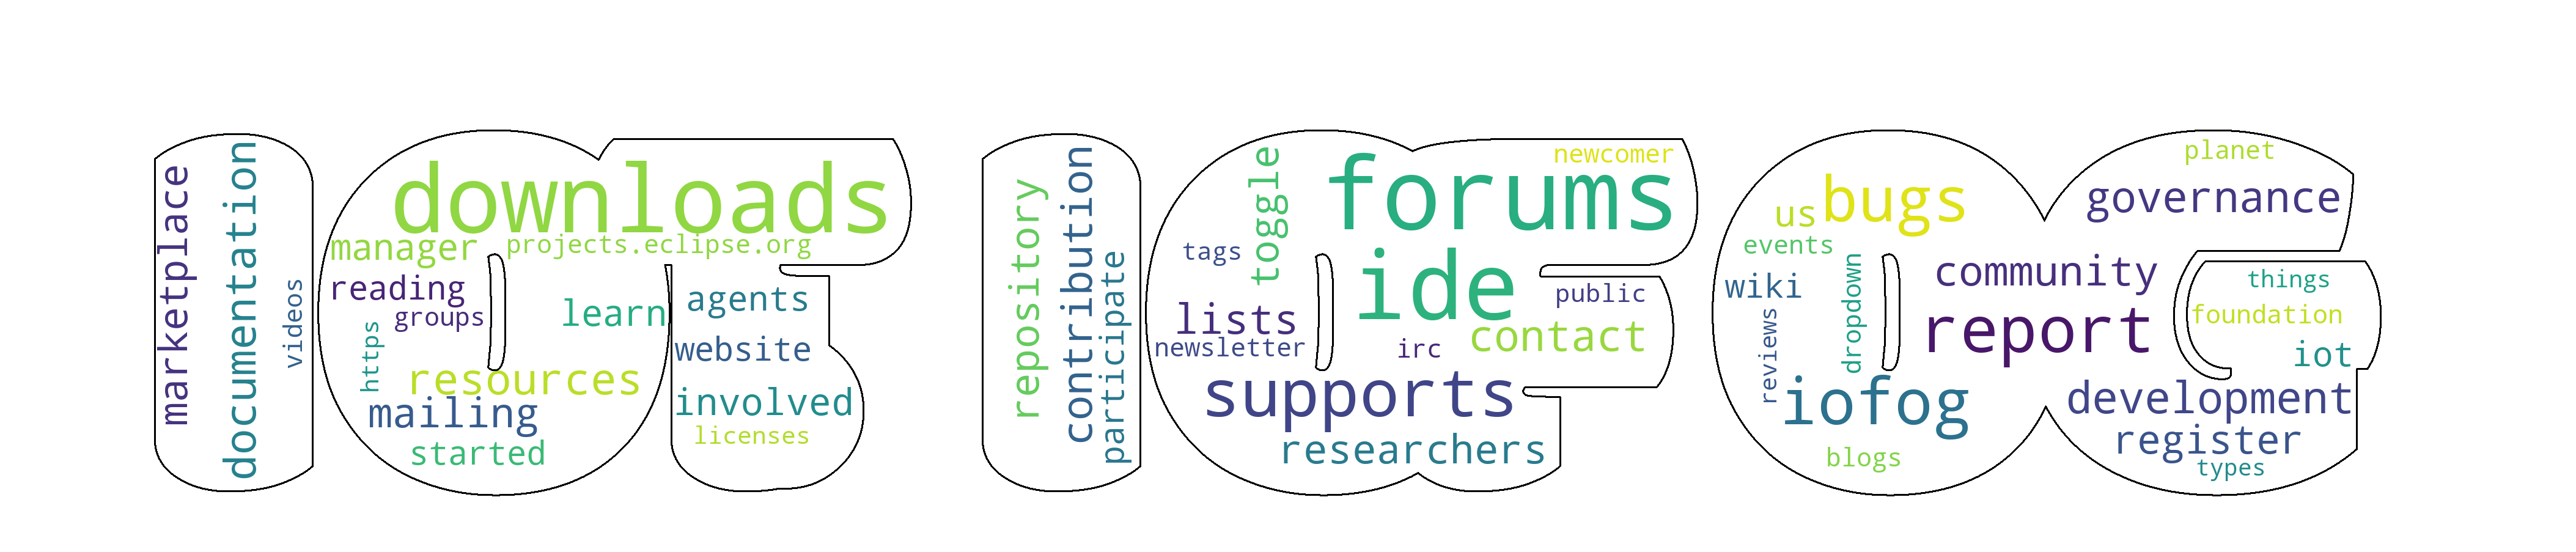 marketplace
documentation
videos
downloads
manager
projects.eclipse.org
reading
groups
https
learn
resources
mailing
started
agents
website
involved
licenses
repository
contribution
participate
toggle
forums
newcomer
tags
ide
public
lists
newsletter
irc
contact
supports
researchers
us
bugs
events
wiki
dropdown
reviews
community
report
iofog
blogs
planet
governance
things
foundation
iot
development
register
types